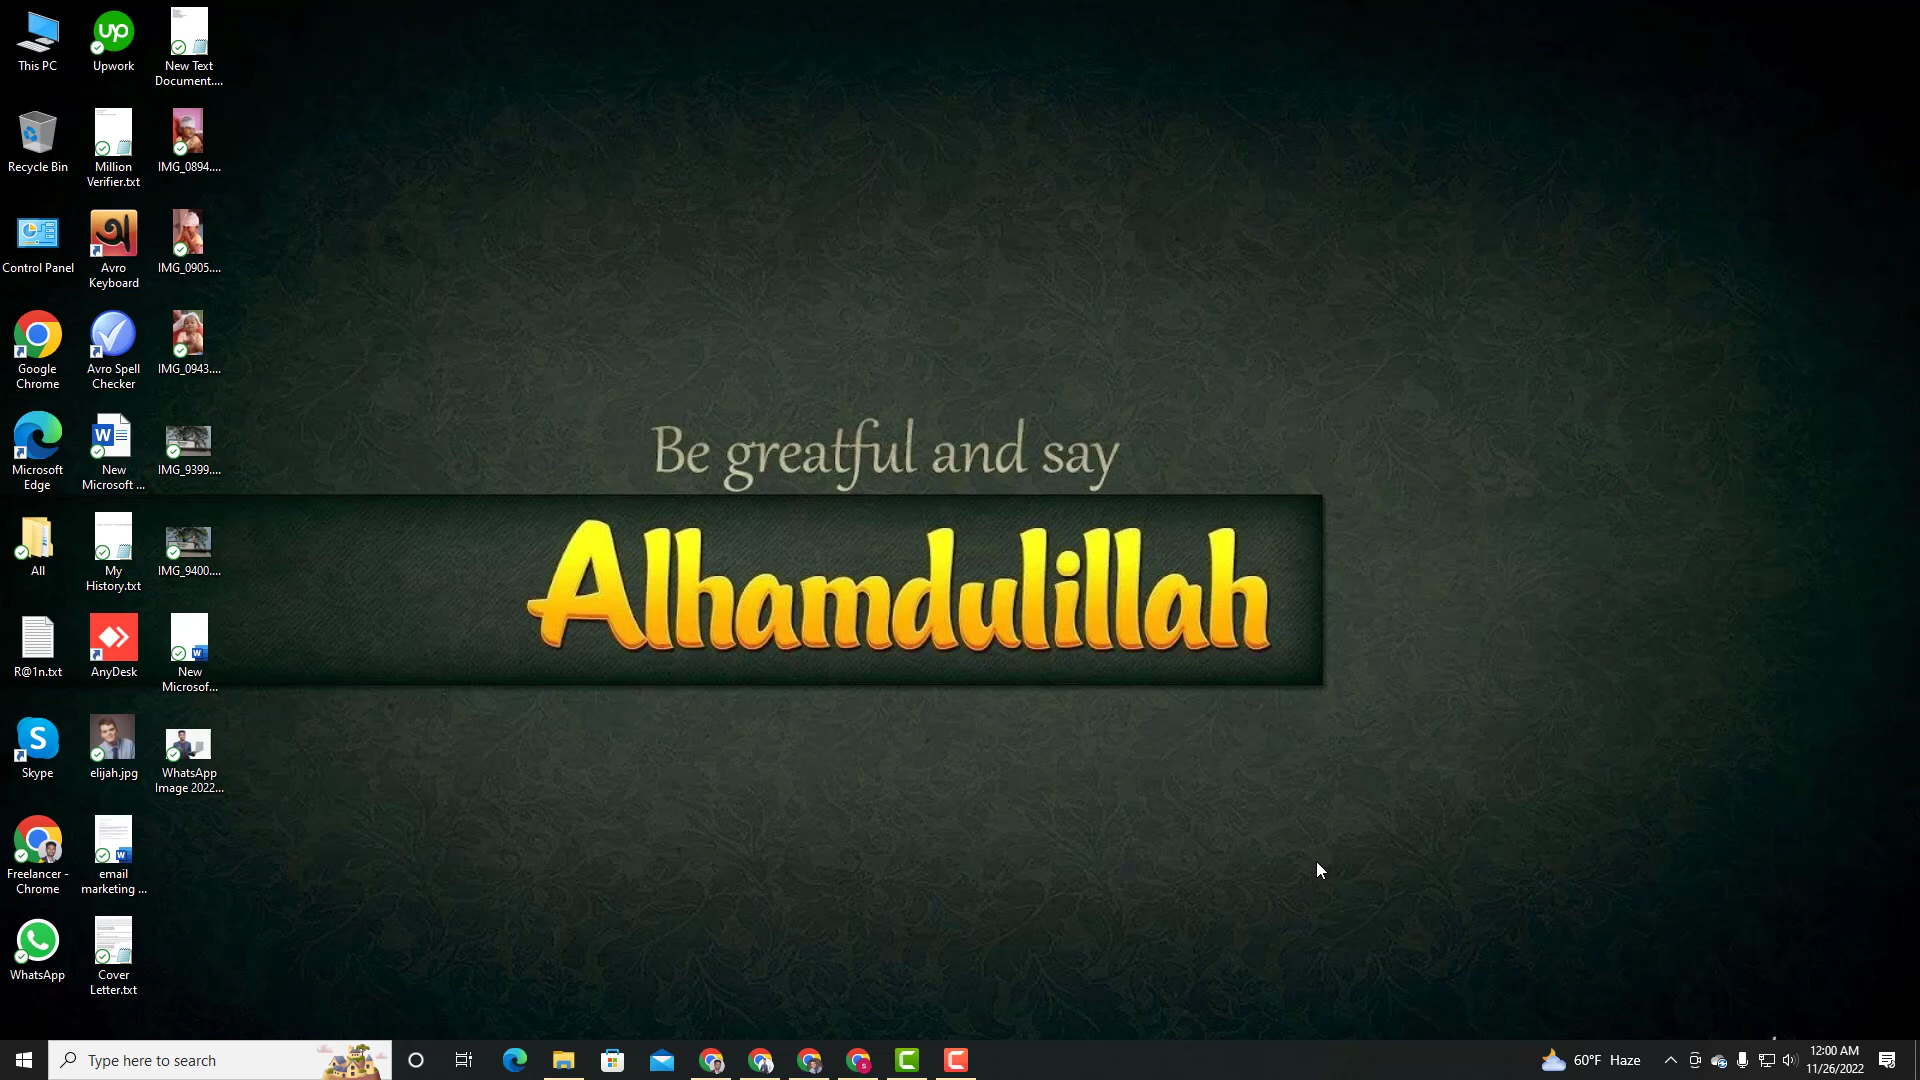 This PC
Upwork
New Text
Document....
Recycle Bin
Million
Verifier.txt
IMG_0894....
Control Panel
Avro
Keyboard
IMG_0905....
Google
Chrome
Avro Spell
Checker
IMG_0943....
Microsoft
Edge
New
Microsoft ...
IMG_9399....
All
My
History.txt
IMG_9400....
R@1n.txt
AnyDesk
New
Microsof...
Skype
elijah.jpg
WhatsApp
Image 2022...
Freelancer -
Chrome
email
marketing ...
WhatsApp
Cover
Letter.txt
Be greatful and say
Alhamdulillah
Type here to search
60°F Haze
12:00 AM
11/26/2022